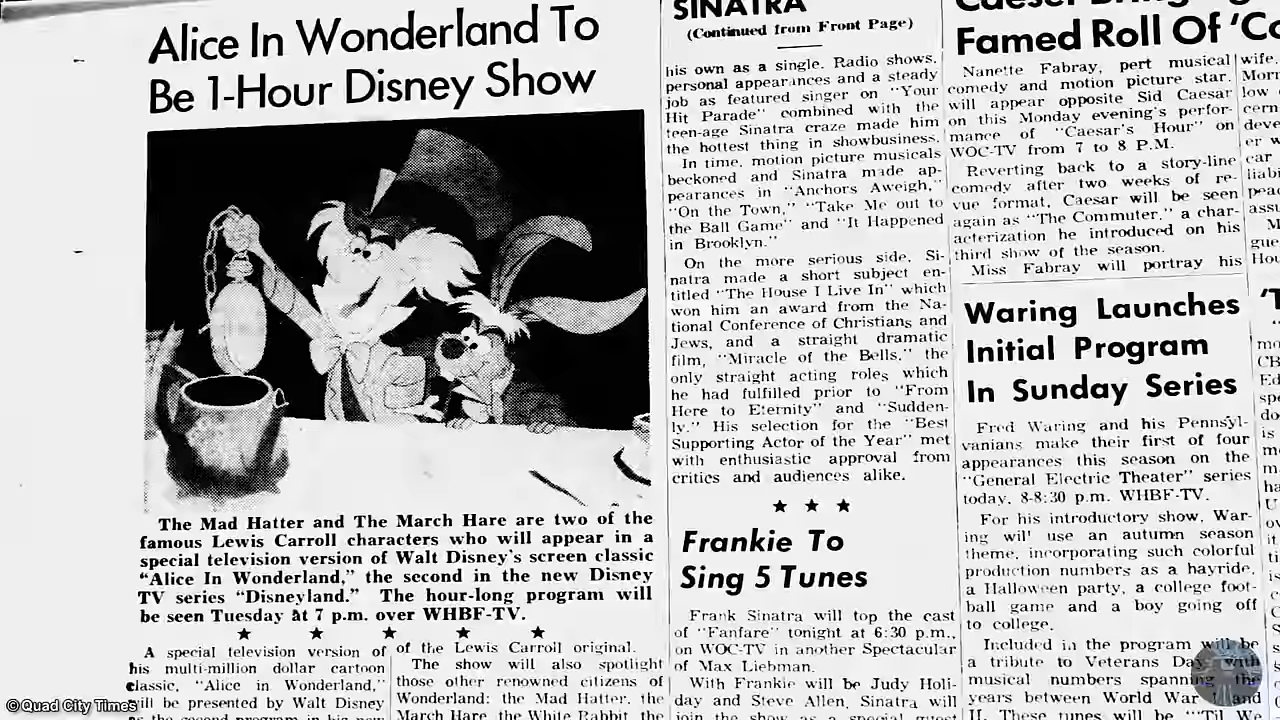 Alice In Wonderland To
Be 1-Hour Disney Show
The Mad Hatter and The March Hare are two of the
famous Lewis Carroll characters who will appear in a
special television version of Walt Disney's screen classic
"Alice In Wonderland," the second in the new Disney
TV series "Disneyland." The hour-long program will
be seen Tuesday at 7 p.m. over WHBF-TV.
A special television version of
his multi-million dollar cartoon
classic, "Alice in Wonderland,"
will be presented by Walt Disney
as the second program in his new
of the Lewis Carroll original.
The show will also spotlight
those other renowned citizens of
Wonderland: the Mad Hatter, the
March Hare, the White Rabbit, the
SINATRA
(Continued from Front Page)
his own as a single. Radio shows,
personal appearances and a steady
job as featured singer on "Your
Hit Parade" combined with the
teen-age Sinatra craze made him
the hottest thing in showbusiness.
In time, motion picture musicals
beckoned and Sinatra made ap-
pearances in "Anchors Aweigh,"
"On the Town," "Take Me out to
the Ball Game" and "It Happened
in Brooklyn."
On the more serious side, Si-
natra made a short subject en-
titled "The House I Live In" which
won him an award from the Na-
tional Conference of Christians and
Jews, and a straight dramatic
film, "Miracle of the Bells," the
only straight acting roles which
he had fulfilled prior to "From
Here to Eternity" and "Sudden-
ly." His selection for the "Best
Supporting Actor of the Year" met
with enthusiastic approval from
critics and audiences alike.
Frankie To
Sing 5 Tunes
Frank Sinatra will top the cast
of "Fanfare" tonight at 6:30 p.m.,
on WOC-TV in another Spectacular
of Max Liebman.
With Frankie will be Judy Holi-
day and Steve Allen. Sinatra will
join the show as a special guest
Famed Roll Of 'Co
Nanette Fabray, pert musical
comedy and motion picture star,
will appear opposite Sid Caesar
on this Monday evening's perfor-
mance of "Caesar's Hour" on
WOC-TV from 7 to 8 P.M.
Reverting back to a story-line
comedy after two weeks of re-
vue format, Caesar will be seen
again as "The Commuter," a char-
acterization he introduced on his
third show of the season.
Miss Fabray will portray his
Waring Launches
Initial Program
In Sunday Series
Fred Waring and his Pennsyl-
vanians make their first of four
appearances this season on the
"General Electric Theater" series
today, 8-8:30 p.m. WHBF-TV.
For his introductory show, War-
ing will use an autumn season
theme, incorporating such colorful
production numbers as a hayride,
a Halloween party, a college foot-
ball game and a boy going off
to college.
Included in the program will be
a tribute to Veterans Day, with
musical numbers spanning the
years between World War and
II. These tunes will be
wife.
© Quad City Times